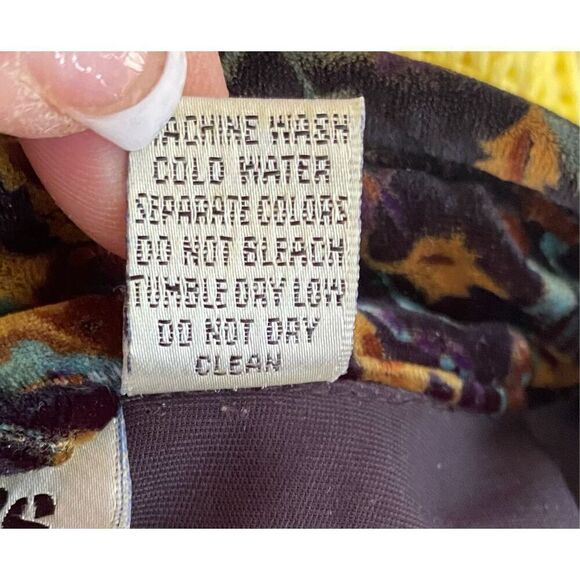 MACHINE WASH
COLD WATER
SEPARATE COLORS
DO NOT BLEACH
TUMBLE DRY LOW
DO NOT DRY
CLEAN